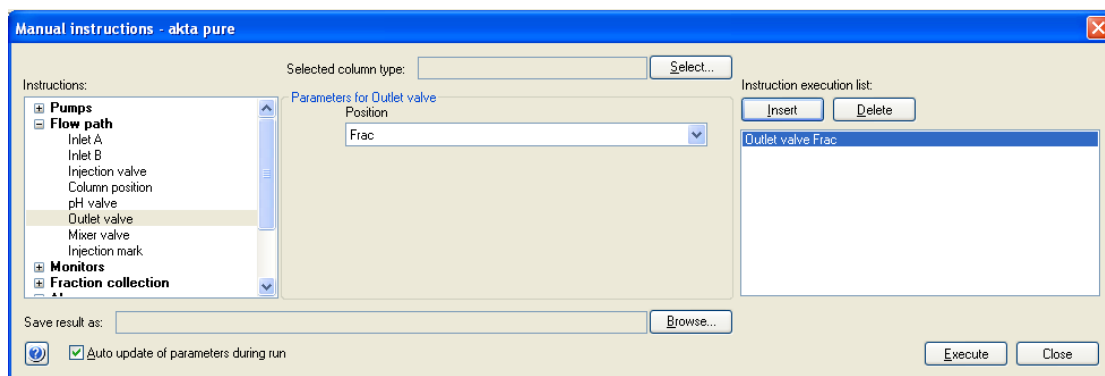 Manual instructions - akta pure
Selected column type:
Select...
Instructions:
Pumps
Flow path
Inlet A
Inlet B
Injection valve
Column position
pH valve
Outlet valve
Mixer valve
Injection mark
Monitors
Fraction collection
Parameters for Outlet valve
Position
Frac
Instruction execution list:
Insert
Delete
Outlet valve Frac
Save result as:
Browse...
Auto update of parameters during run
Execute
Close